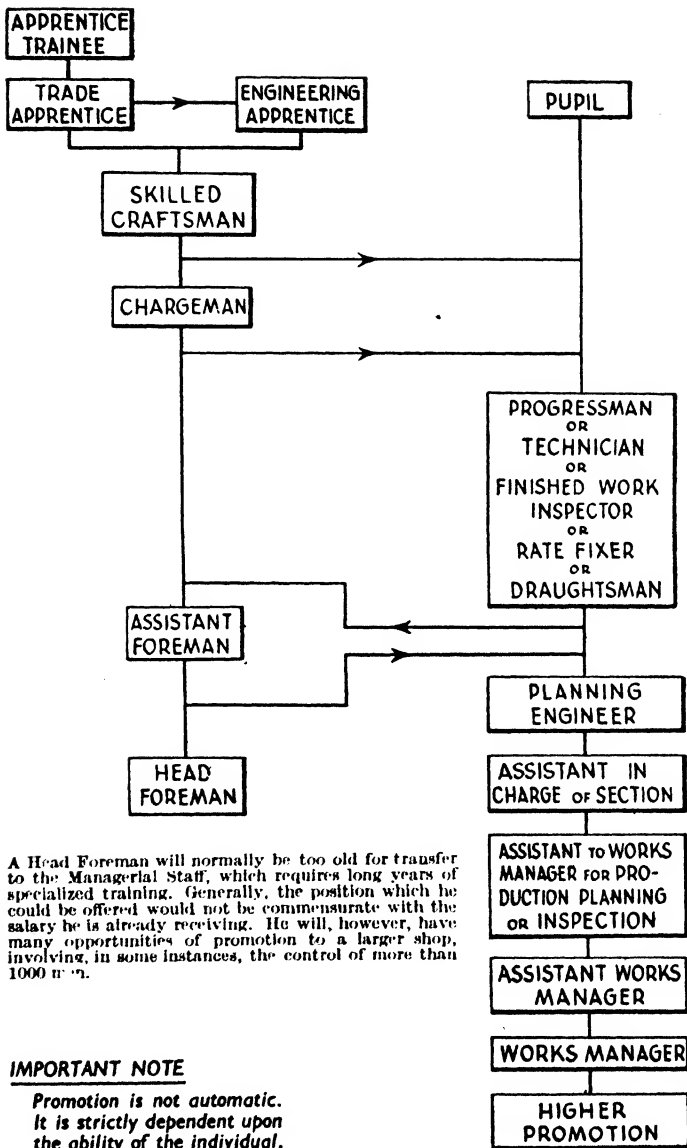 APPRENTICE
TRAINEE
TRADE
APPRENTICE
ENGINEERING
APPRENTICE
PUPIL
SKILLED
CRAFTSMAN
CHARGEMAN
PROGRESSMAN
OR
TECHNICIAN
OR
FINISHED WORK
INSPECTOR
OR
RATE FIXER
OR
DRAUGHTSMAN
ASSISTANT
FOREMAN
PLANNING
ENGINEER
HEAD
FOREMAN
ASSISTANT IN
CHARGE OF SECTION
ASSISTANT TO WORKS
MANAGER FOR PRO-
DUCTION PLANNING
OR INSPECTION
ASSISTANT WORKS
MANAGER
WORKS MANAGER
HIGHER
PROMOTION
A Head Foreman will normally be too old for transfer
to the Managerial Staff, which requires long years of
specialized training. Generally, the position which he
could be offered would not be commensurate with the
salary he is already receiving. He will, however, have
many opportunities of promotion to a larger shop,
involving, in some instances, the control of more than
1000
IMPORTANT NOTE
Promotion is not automatic.
It is strictly dependent upon
the ability of the individual.